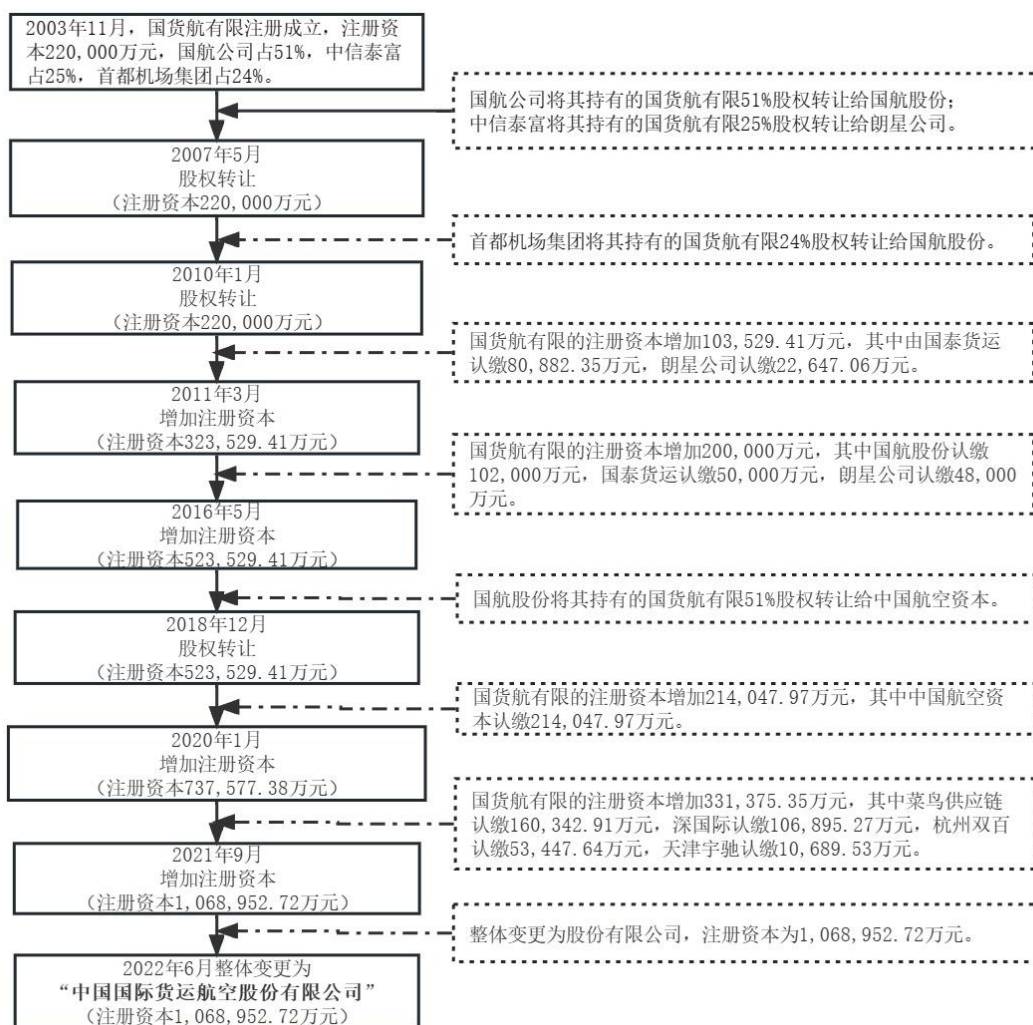 2003年11月，国货航有限注册成立，注册资
本220,000万元，国航公司占51%，中信泰富
占25%，首都机场集团占24%。
国航公司将其持有的国货航有限51%股权转让给国航股份；
中信泰富将其持有的国货航有限25%股权转让给朗星公司。
2007年5月
股权转让
（注册资本220,000万元）
首都机场集团将其持有的国货航有限24%股权转让给国航股份。
2010年1月
股权转让
（注册资本220,000万元）
国货航有限的注册资本增加103,529.41万元，其中由国泰货运
认缴80,882.35万元，朗星公司认缴22,647.06万元。
2011年3月
增加注册资本
（注册资本323,529.41万元）
国货航有限的注册资本增加200,000万元，其中国航股份认缴
102,000万元，国泰货运认缴50,000万元，朗星公司认缴48,000
万元。
2016年5月
增加注册资本
（注册资本523,529.41万元）
国航股份将其持有的国货航有限51%股权转让给中国航空资本。
2018年12月
股权转让
（注册资本523,529.41万元）
国货航有限的注册资本增加214,047.97万元，其中中国航空资
本认缴214,047.97万元。
2020年1月
增加注册资本
（注册资本737,577.38万元）
国货航有限的注册资本增加331,375.35万元，其中菜鸟供应链
认缴160,342.91万元，深国际认缴106,895.27万元，杭州双百
认缴53,447.64万元，天津宇驰认缴10,689.53万元。
2021年9月
增加注册资本
（注册资本1,068,952.72万元）
整体变更为股份有限公司，注册资本为1,068,952.72万元。
2022年6月整体变更为
“中国国际货运航空股份有限公司”
（注册资本1,068,952.72万元）